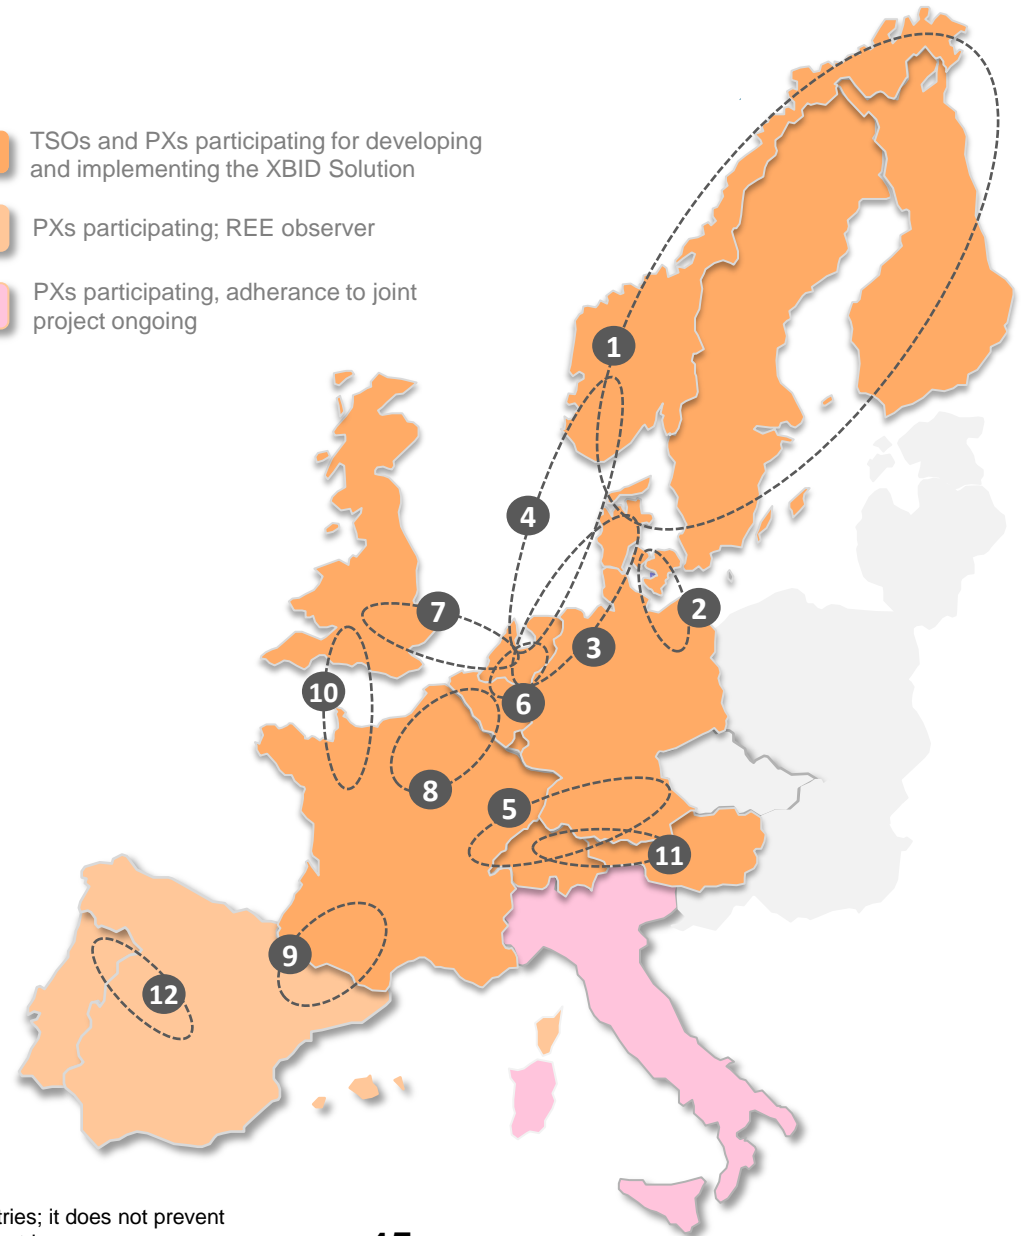 TSOs and PXs participating for developing
and implementing the XBID Solution
PXs participating; REE observer
PXs participating, adherance to joint
project ongoing
1
4
7
2
3
10
6
8
5
11
9
12
tries; it does not prevent